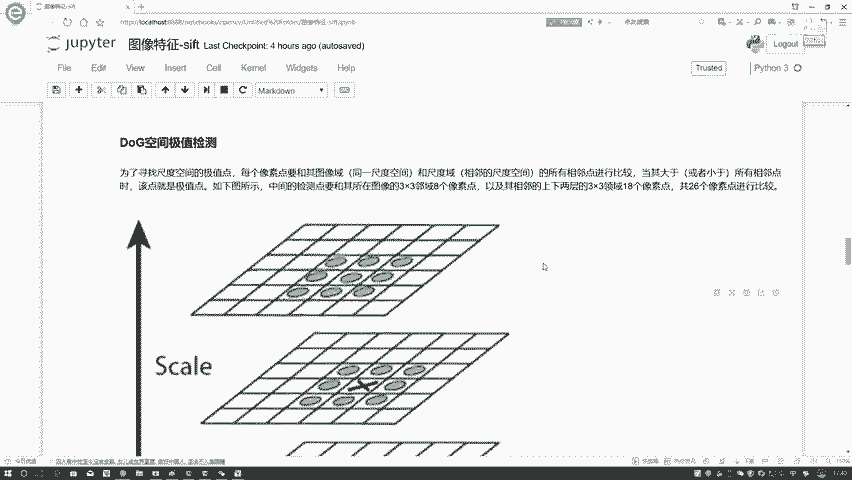 jupyter 图像特征-sift Last Checkpoint: 4 hours ago (autosaved)
Logout
File Edit View Insert Cell Kernel Widgets Help
Trusted
Python 3
Markdown
DoG空间极值检测
为了寻找尺度空间的极值点，每个像素点要和其图像域（同一尺度空间）和尺度域（相邻的尺度空间）的所有相邻点进行比较，当其大于（或者小于）所有相邻点
时，该点就是极值点。如下图所示，中间的检测点要和其所在图像的3×3邻域8个像素点，以及其相邻的上下两层的3×3领域18个像素点，共26个像素点进行比较。
Scale